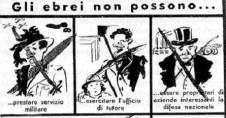 Gli ebrei non possono...
...prestare servizio
militare
...esercitare l'ufficio
di tutore
...essere proprietari di
aziende interessanti la
difesa nazionale